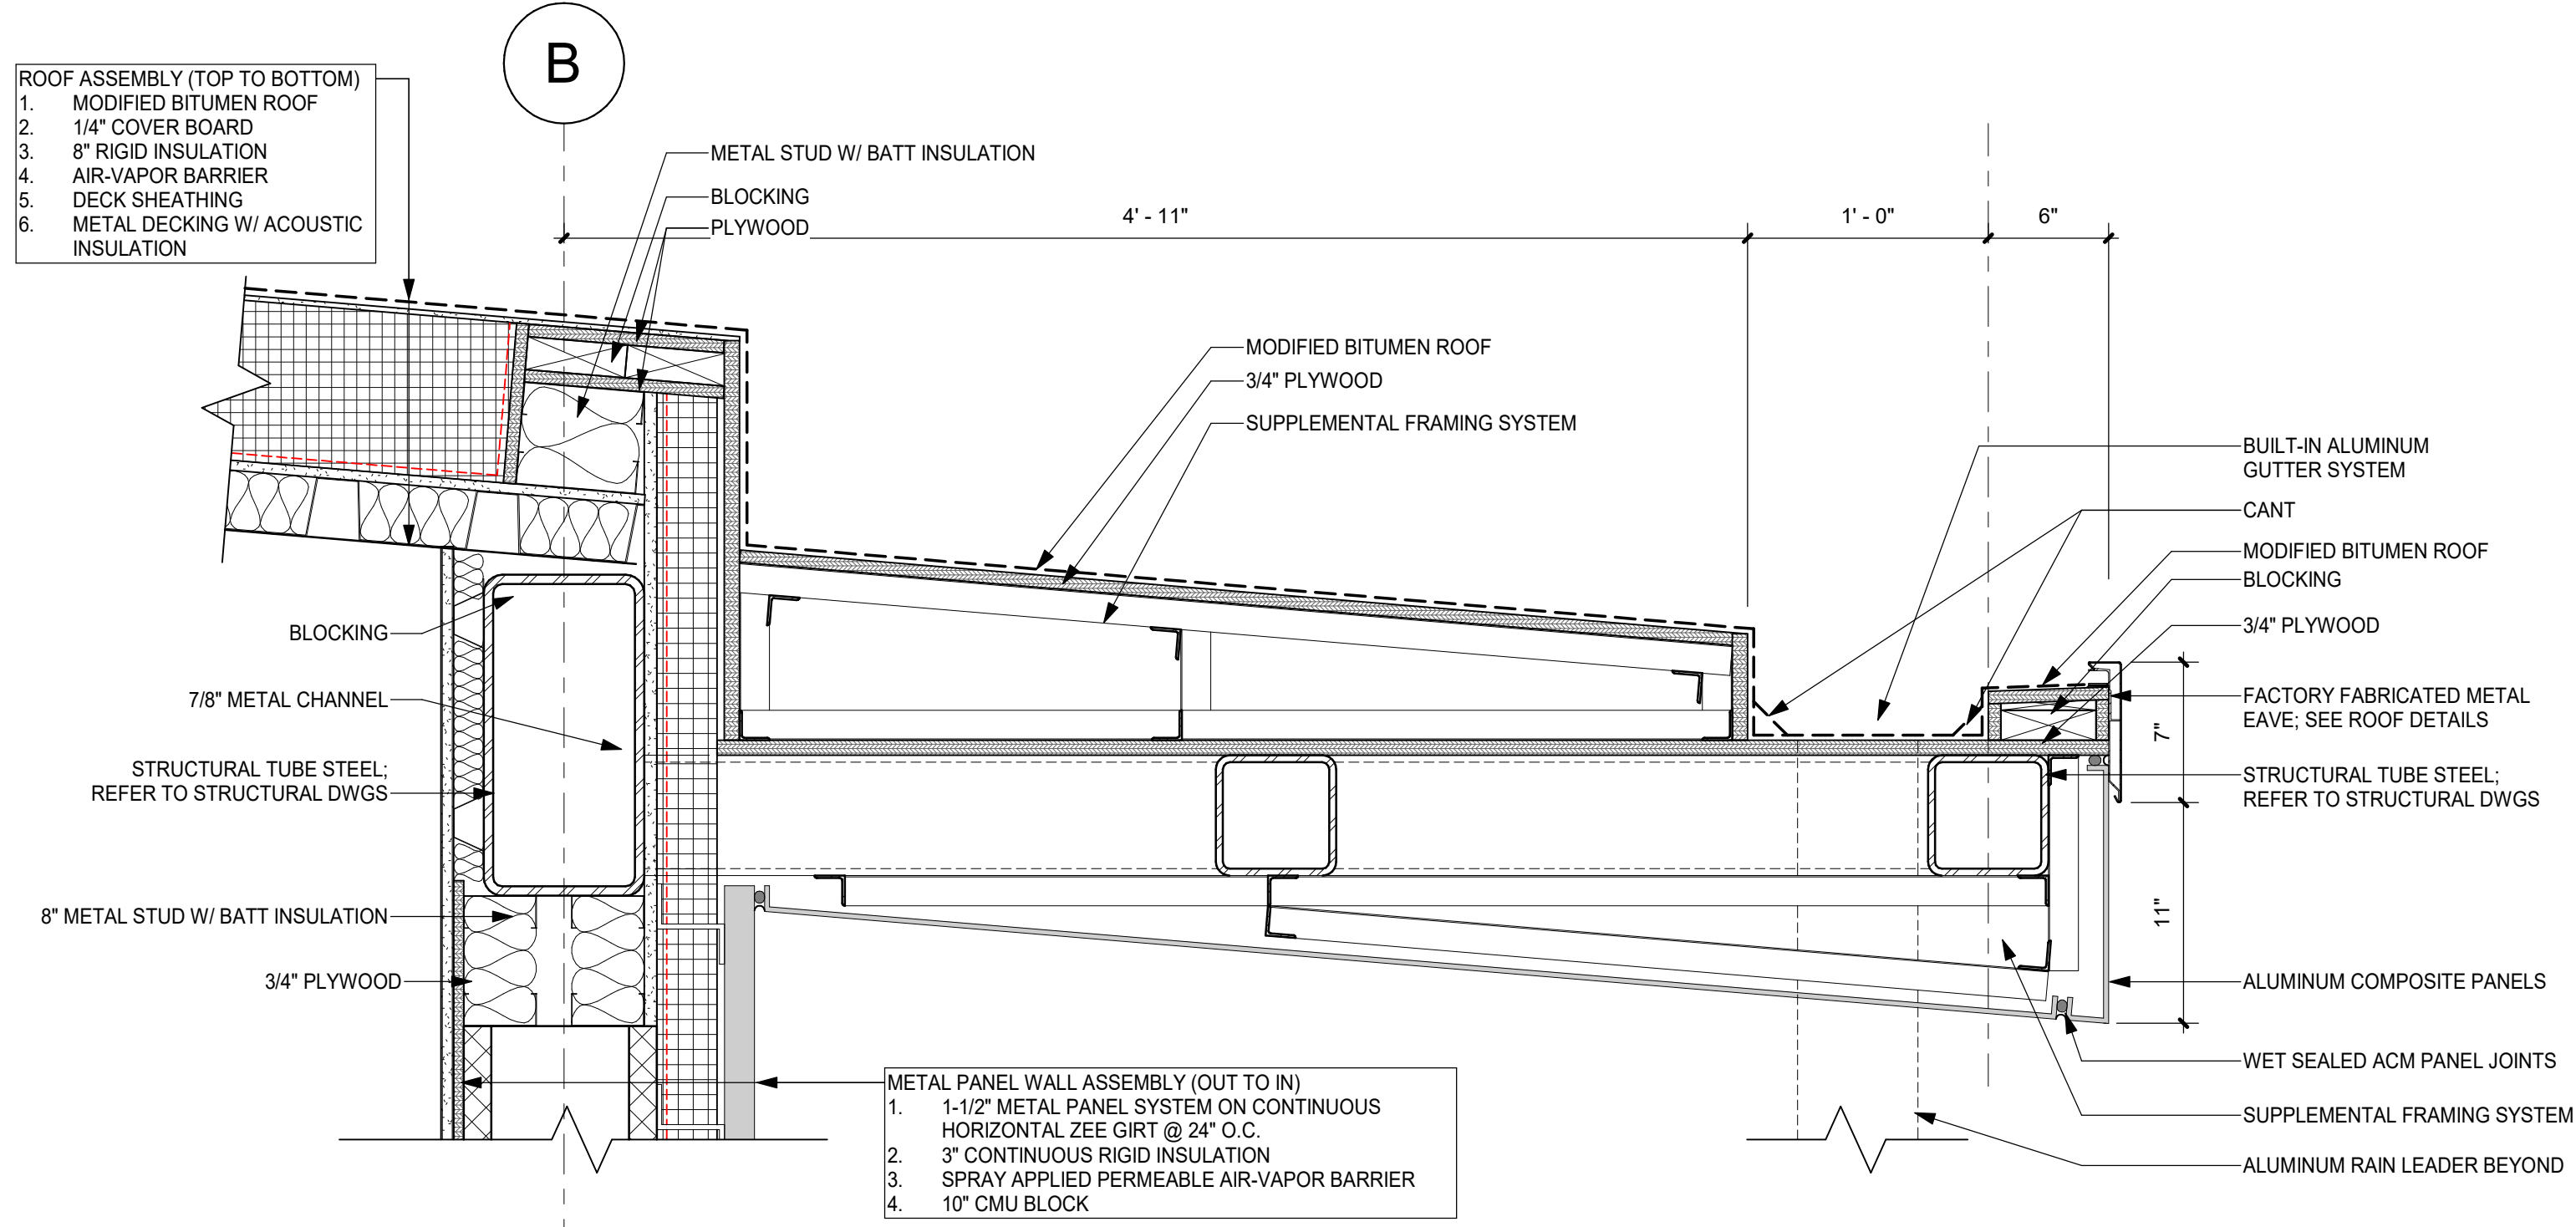 B
ROOF ASSEMBLY (TOP TO BOTTOM)
1. MODIFIED BITUMEN ROOF
2. 1/4" COVER BOARD
3. 8" RIGID INSULATION
4. AIR-VAPOR BARRIER
5. DECK SHEATHING
6. METAL DECKING W/ ACOUSTIC
INSULATION
METAL STUD W/ BATT INSULATION
BLOCKING
PLYWOOD
4' - 11"
1' - 0"
6"
MODIFIED BITUMEN ROOF
3/4" PLYWOOD
SUPPLEMENTAL FRAMING SYSTEM
BUILT-IN ALUMINUM
GUTTER SYSTEM
CANT
MODIFIED BITUMEN ROOF
BLOCKING
3/4" PLYWOOD
FACTORY FABRICATED METAL
EAVE; SEE ROOF DETAILS
7"
STRUCTURAL TUBE STEEL;
REFER TO STRUCTURAL DWGS
11"
ALUMINUM COMPOSITE PANELS
WET SEALED ACM PANEL JOINTS
SUPPLEMENTAL FRAMING SYSTEM
ALUMINUM RAIN LEADER BEYOND
BLOCKING
7/8" METAL CHANNEL
STRUCTURAL TUBE STEEL;
REFER TO STRUCTURAL DWGS
8" METAL STUD W/ BATT INSULATION
3/4" PLYWOOD
METAL PANEL WALL ASSEMBLY (OUT TO IN)
1. 1-1/2" METAL PANEL SYSTEM ON CONTINUOUS
HORIZONTAL ZEE GIRT @ 24" O.C.
2. 3" CONTINUOUS RIGID INSULATION
3. SPRAY APPLIED PERMEABLE AIR-VAPOR BARRIER
4. 10" CMU BLOCK